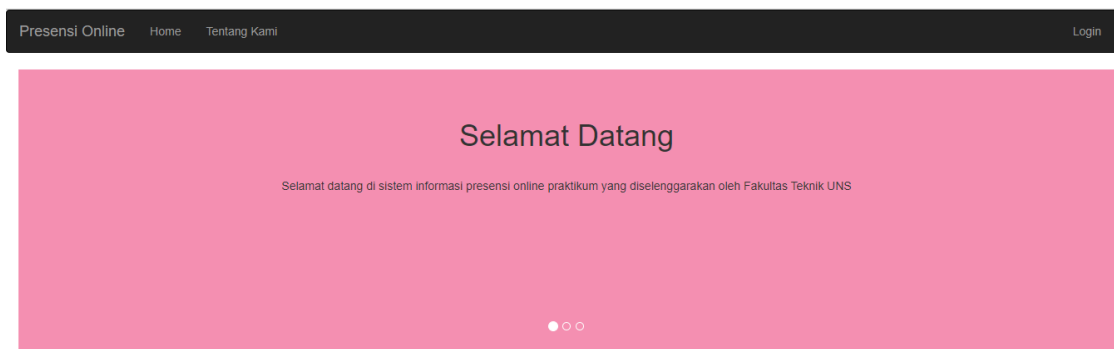 Presensi Online Home Tentang Kami Login
Selamat Datang
Selamat datang di sistem informasi presensi online praktikum yang diselenggarakan oleh Fakultas Teknik UNS